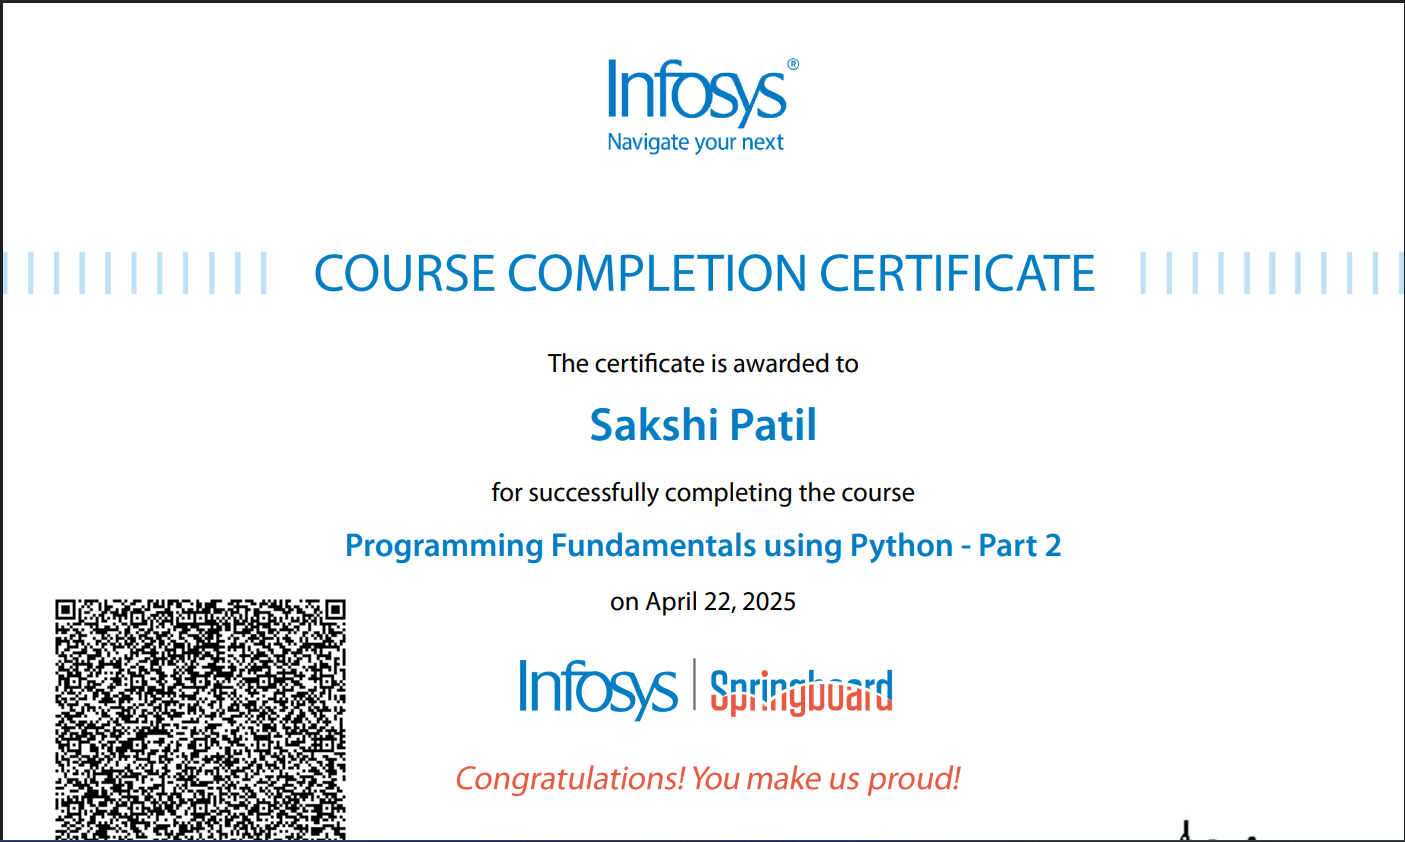 Infosys®
Navigate your next
COURSE COMPLETION CERTIFICATE
The certificate is awarded to
Sakshi Patil
for successfully completing the course
Programming Fundamentals using Python - Part 2
on April 22, 2025
Infosys | Springboard
Congratulations! You make us proud!